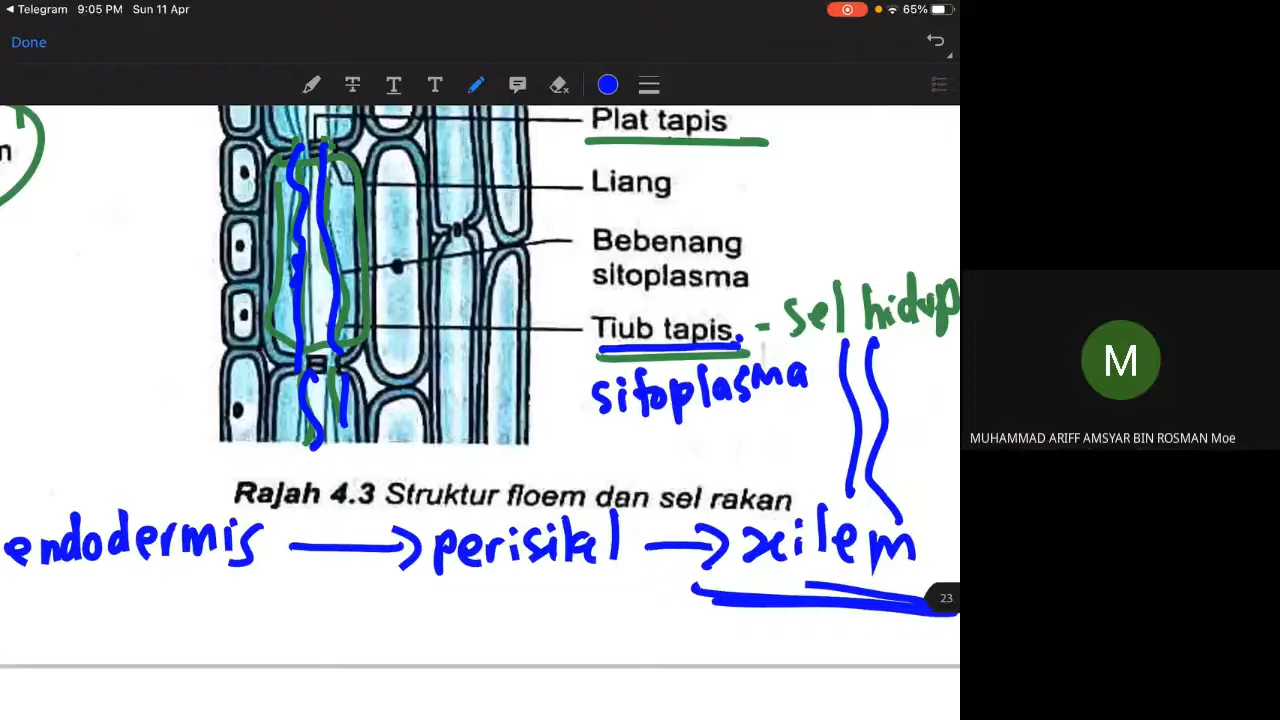 Telegram 9:05 PM Sun 11 Apr 65%
Done
n
Plat tapis
Liang
Bebenang
sitoplasma
Tiub tapis. - sel hidup
sitoplasma
Rajah 4.3 Struktur floem dan sel rakan
endodermis → perisikel → xilem
23
M
MUHAMMAD ARIFF AMSYAR BIN ROSMAN Moe